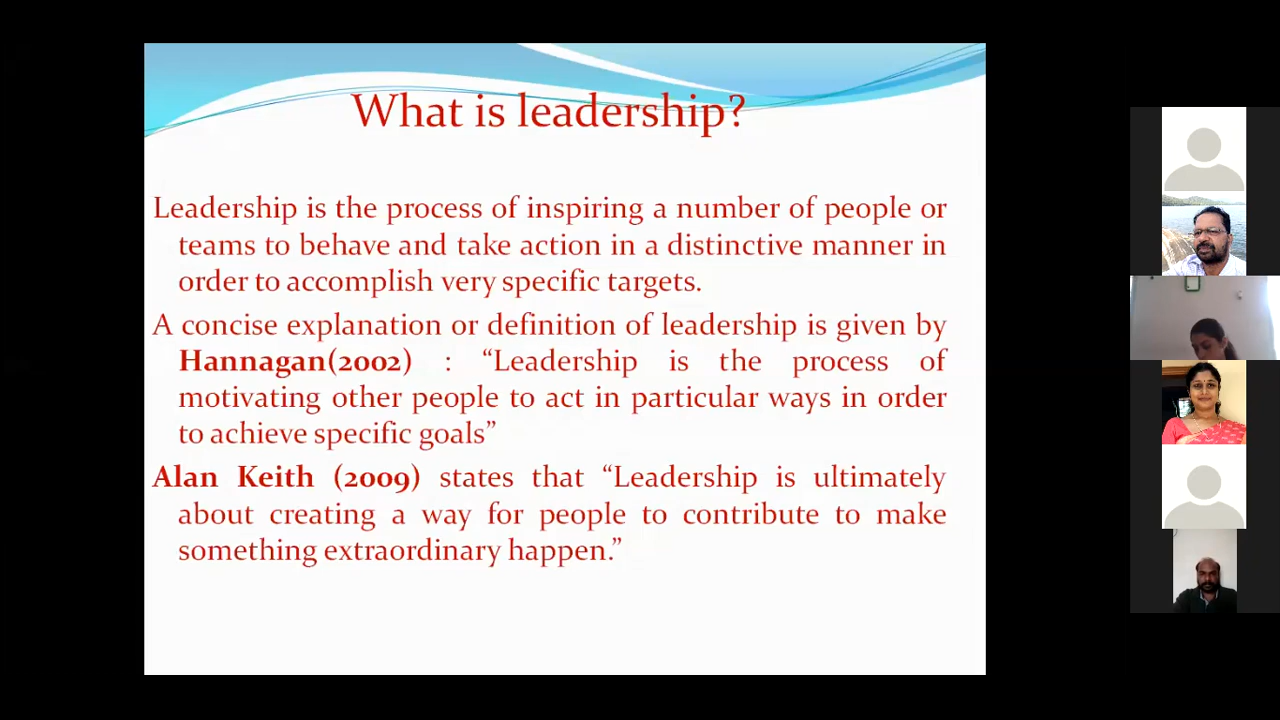 What is leadership?
Leadership is the process of inspiring a number of people or
teams to behave and take action in a distinctive manner in
order to accomplish very specific targets.
A concise explanation or definition of leadership is given by
Hannagan(2002) : “Leadership is the process of
motivating other people to act in particular ways in order
to achieve specific goals”
Alan Keith (2009) states that “Leadership is ultimately
about creating a way for people to contribute to make
something extraordinary happen.”